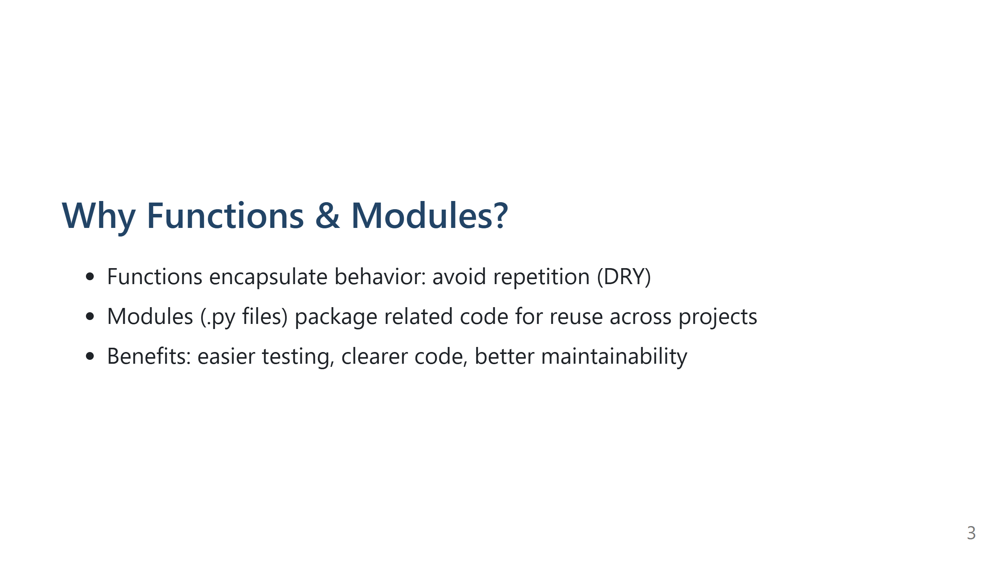 Why Functions & Modules?
• Functions encapsulate behavior: avoid repetition (DRY)
• Modules (.py files) package related code for reuse across projects
• Benefits: easier testing, clearer code, better maintainability
3